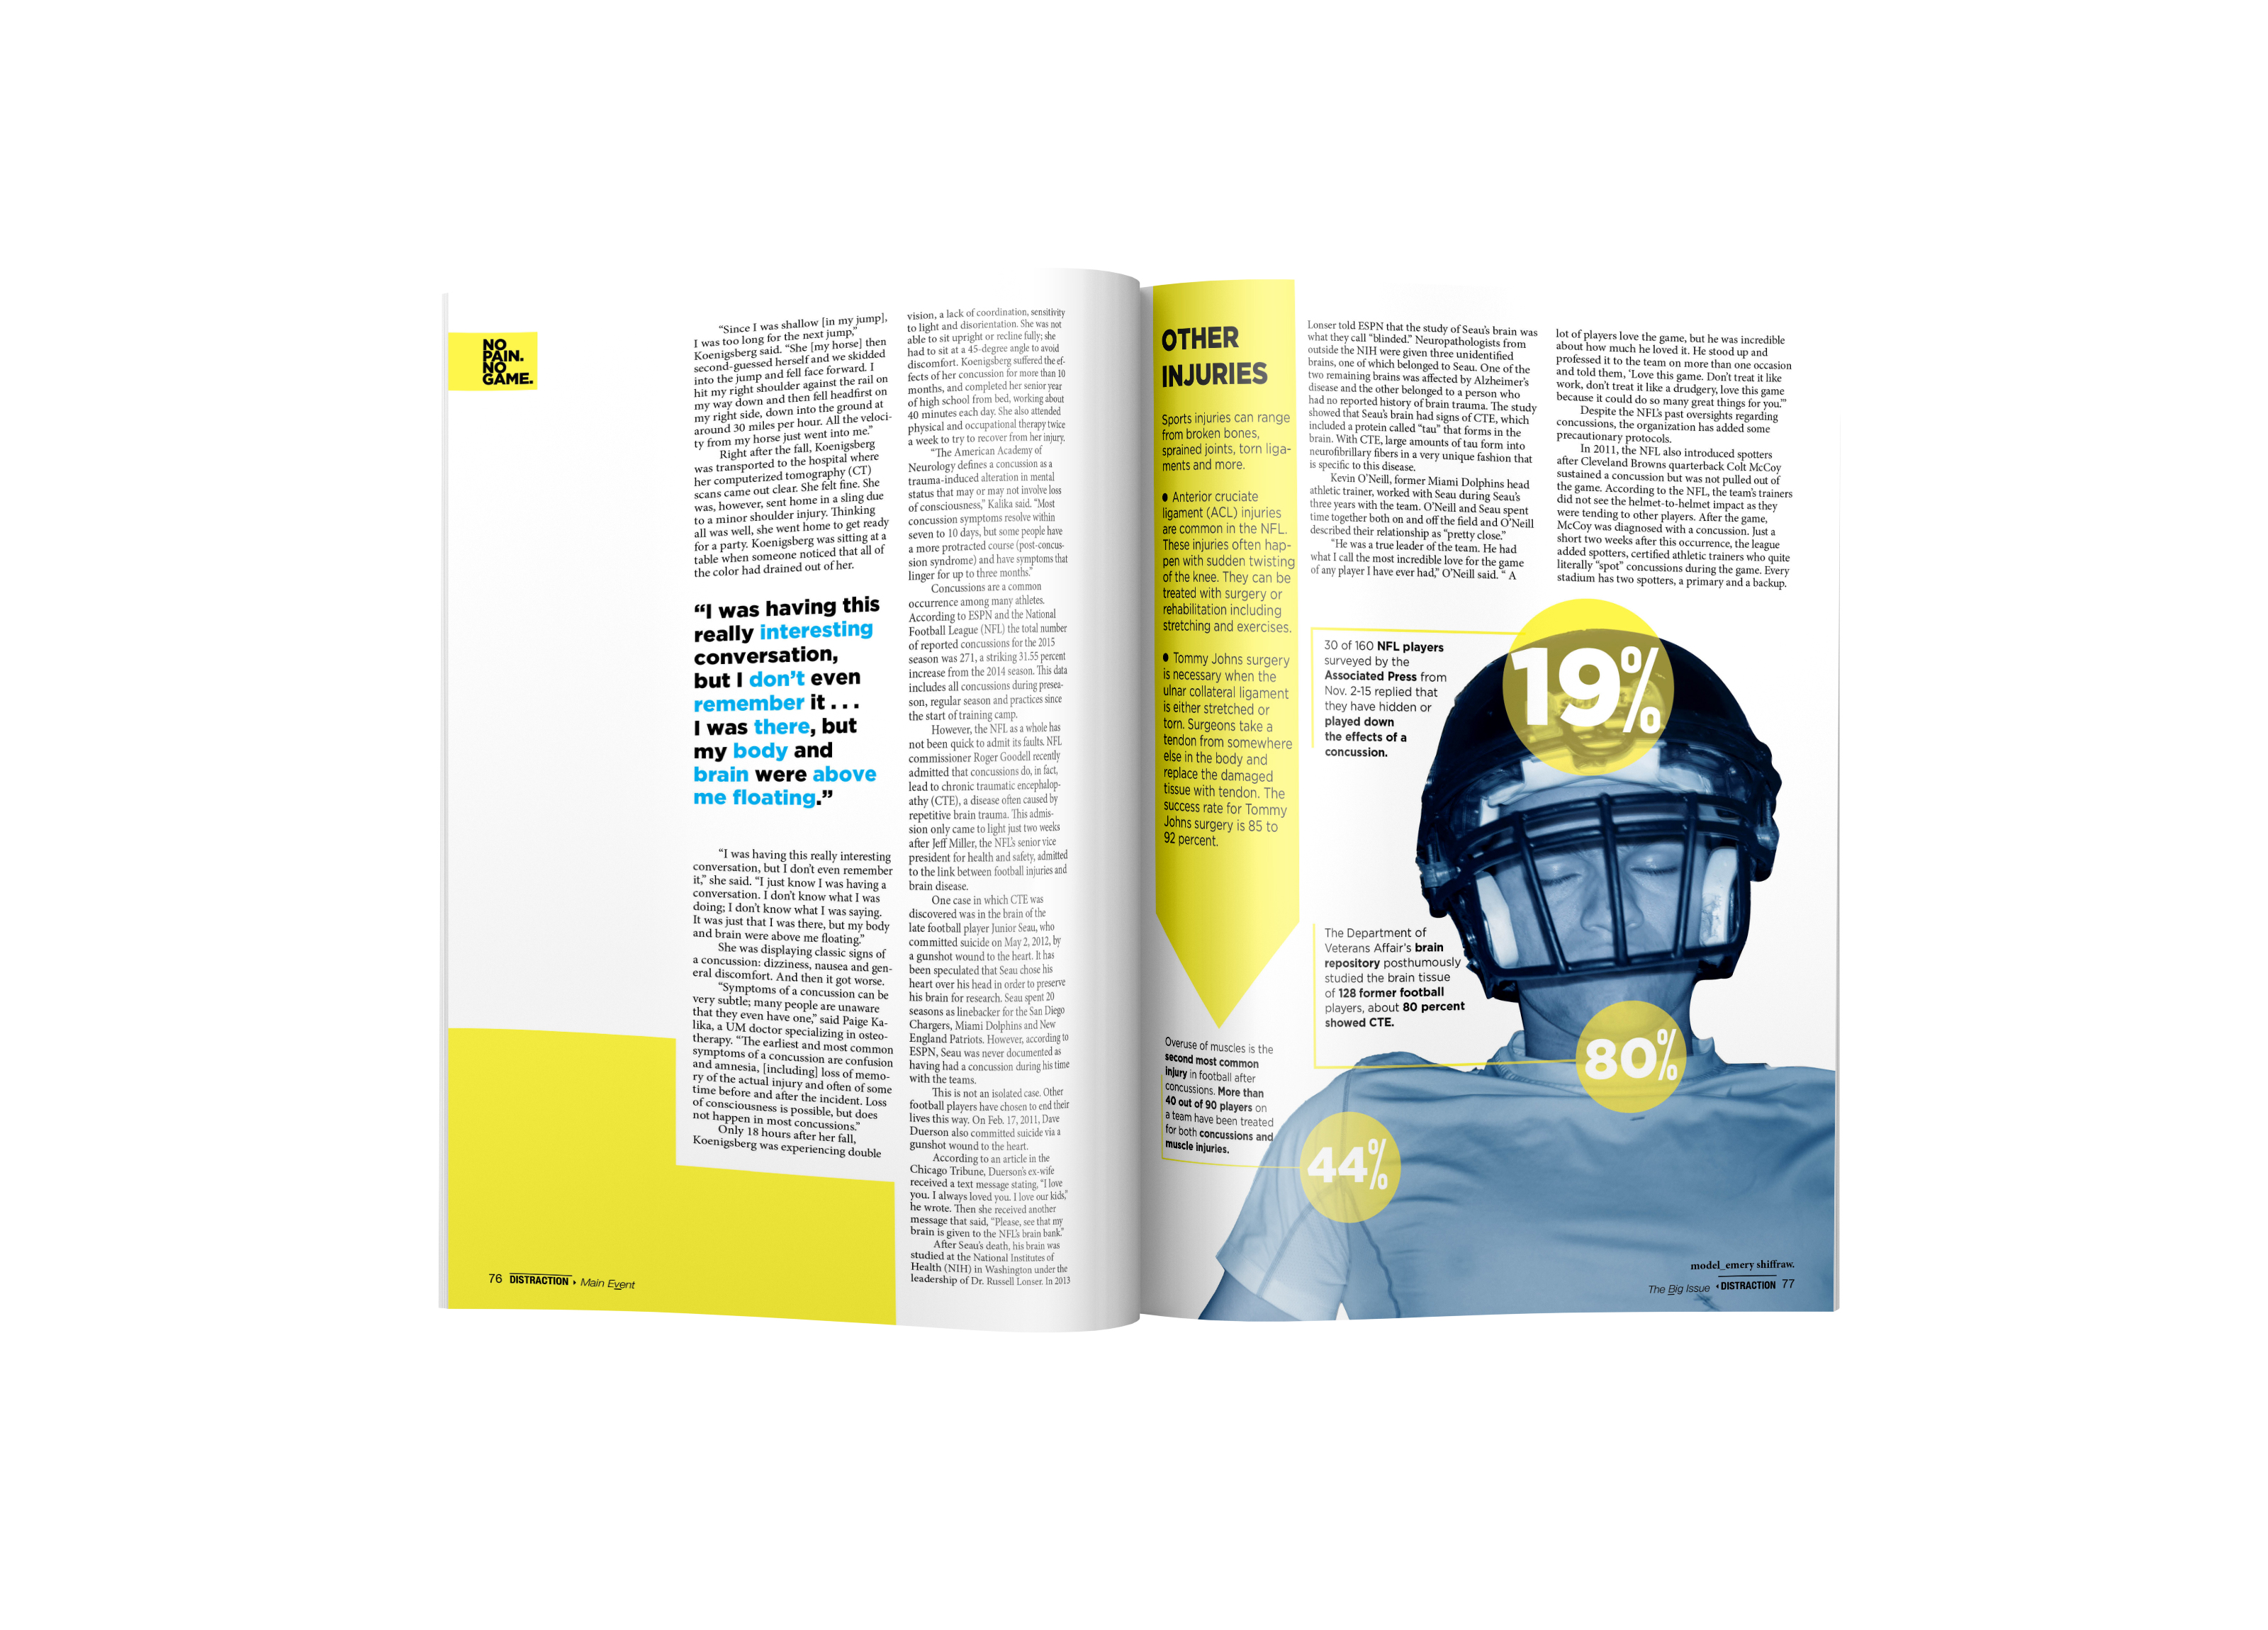 NO
PAIN.
NO
GAME.
“Since I was shallow [in my jump],
I was too long for the next jump,”
Koenigsberg said. “She [my horse] then
second-guessed herself and we skidded
into the jump and fell face forward. I
hit my right shoulder against the rail on
my way down and then fell headfirst on
my right side, down into the ground at
around 30 miles per hour. All the veloci-
ty from my horse just went into me.”
Right after the fall, Koenigsberg
was transported to the hospital where
her computerized tomography (CT)
scans came out clear. She felt fine. She
was, however, sent home in a sling due
to a minor shoulder injury. Thinking
all was well, she went home to get ready
for a party. Koenigsberg was sitting at a
table when someone noticed that all of
the color had drained out of her.
“I was having this
really interesting
conversation,
but I don’t even
remember it . . .
I was there, but
my body and
brain were above
me floating.”
“I was having this really interesting
conversation, but I don’t even remember
it,” she said. “I just know I was having a
conversation. I don’t know what I was
doing; I don’t know what I was saying.
It was just that I was there, but my body
and brain were above me floating.”
She was displaying classic signs of
a concussion: dizziness, nausea and gen-
eral discomfort. And then it got worse.
“Symptoms of a concussion can be
very subtle; many people are unaware
that they even have one,” said Paige Ka-
lika, a UM doctor specializing in osteo-
therapy. “The earliest and most common
symptoms of a concussion are confusion
and amnesia, [including] loss of memo-
ry of the actual injury and often of some
time before and after the incident. Loss
of consciousness is possible, but does
not happen in most concussions.”
Only 18 hours after her fall,
Koenigsberg was experiencing double
vision, a lack of coordination, sensitivity
to light and disorientation. She was not
able to sit upright or recline fully; she
had to sit at a 45-degree angle to avoid
discomfort. Koenigsberg suffered the ef-
fects of her concussion for more than 10
months, and completed her senior year
of high school from bed, working about
40 minutes each day. She also attended
physical and occupational therapy twice
a week to try to recover from her injury.
“The American Academy of
Neurology defines a concussion as a
trauma-induced alteration in mental
status that may or may not involve loss
of consciousness,” Kalika said. “Most
concussion symptoms resolve within
seven to 10 days, but some people have
a more protracted course (post-concus-
sion syndrome) and have symptoms that
linger for up to three months.”
Concussions are a common
occurrence among many athletes.
According to ESPN and the National
Football League (NFL) the total number
of reported concussions for the 2015
season was 271, a striking 31.55 percent
increase from the 2014 season. This data
includes all concussions during presea-
son, regular season and practices since
the start of training camp.
However, the NFL as a whole has
not been quick to admit its faults. NFL
commissioner Roger Goodell recently
admitted that concussions do, in fact,
lead to chronic traumatic encephalop-
athy (CTE), a disease often caused by
repetitive brain trauma. This admis-
sion only came to light just two weeks
after Jeff Miller, the NFL’s senior vice
president for health and safety, admitted
to the link between football injuries and
brain disease.
One case in which CTE was
discovered was in the brain of the
late football player Junior Seau, who
committed suicide on May 2, 2012, by
a gunshot wound to the heart. It has
been speculated that Seau chose his
heart over his head in order to preserve
his brain for research. Seau spent 20
seasons as linebacker for the San Diego
Chargers, Miami Dolphins and New
England Patriots. However, according to
ESPN, Seau was never documented as
having had a concussion during his time
with the teams.
This is not an isolated case. Other
football players have chosen to end their
lives this way. On Feb. 17, 2011, Dave
Duerson also committed suicide via a
gunshot wound to the heart.
According to an article in the
Chicago Tribune, Duerson’s ex-wife
received a text message stating, “I love
you. I always loved you. I love our kids,”
he wrote. Then she received another
message that said, “Please, see that my
brain is given to the NFL’s brain bank.”
After Seau’s death, his brain was
studied at the National Institutes of
Health (NIH) in Washington under the
leadership of Dr. Russell Lonser. In 2013
76 DISTRACTION Main Event
OTHER
INJURIES
Sports injuries can range
from broken bones,
sprained joints, torn liga-
ments and more.
● Anterior cruciate
ligament (ACL) injuries
are common in the NFL.
These injuries often hap-
pen with sudden twisting
of the knee. They can be
treated with surgery or
rehabilitation including
stretching and exercises.
● Tommy Johns surgery
is necessary when the
ulnar collateral ligament
is either stretched or
torn. Surgeons take a
tendon from somewhere
else in the body and
replace the damaged
tissue with tendon. The
success rate for Tommy
Johns surgery is 85 to
92 percent.
Overuse of muscles is the
second most common
injury in football after
concussions. More than
40 out of 90 players on
a team have been treated
for both concussions and
muscle injuries.
44%
Lonser told ESPN that the study of Seau’s brain was
what they call “blinded.” Neuropathologists from
outside the NIH were given three unidentified
brains, one of which belonged to Seau. One of the
two remaining brains was affected by Alzheimer’s
disease and the other belonged to a person who
had no reported history of brain trauma. The study
showed that Seau’s brain had signs of CTE, which
included a protein called “tau” that forms in the
brain. With CTE, large amounts of tau form into
neurofibrillary fibers in a very unique fashion that
is specific to this disease.
Kevin O’Neill, former Miami Dolphins head
athletic trainer, worked with Seau during Seau’s
three years with the team. O’Neill and Seau spent
time together both on and off the field and O’Neill
described their relationship as “pretty close.”
“He was a true leader of the team. He had
what I call the most incredible love for the game
of any player I have ever had,” O’Neill said. “ A
lot of players love the game, but he was incredible
about how much he loved it. He stood up and
professed it to the team on more than one occasion
and told them, ‘Love this game. Don’t treat it like
work, don’t treat it like a drudgery, love this game
because it could do so many great things for you.’”
Despite the NFL’s past oversights regarding
concussions, the organization has added some
precautionary protocols.
In 2011, the NFL also introduced spotters
after Cleveland Browns quarterback Colt McCoy
sustained a concussion but was not pulled out of
the game. According to the NFL, the team’s trainers
did not see the helmet-to-helmet impact as they
were tending to other players. After the game,
McCoy was diagnosed with a concussion. Just a
short two weeks after this occurrence, the league
added spotters, certified athletic trainers who quite
literally “spot” concussions during the game. Every
stadium has two spotters, a primary and a backup.
30 of 160 NFL players
surveyed by the
Associated Press from
Nov. 2-15 replied that
they have hidden or
played down
the effects of a
concussion.
19%
The Department of
Veterans Affair’s brain
repository posthumously
studied the brain tissue
of 128 former football
players, about 80 percent
showed CTE.
80%
model_emery shiffraw.
The Big Issue DISTRACTION 77